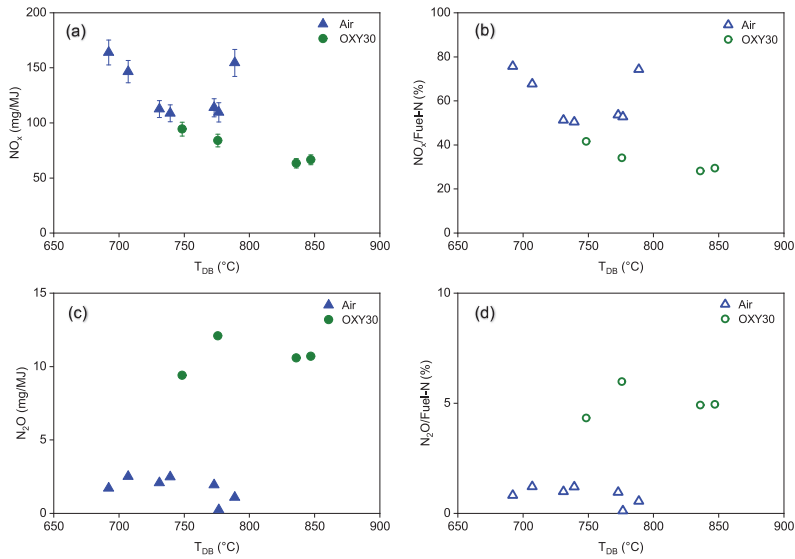 (a)
Air
OXY30
NOx (mg/MJ)
200
150
100
50
0
650 700 750 800 850 900
TDB (°C)
(b)
Air
OXY30
NOx/Fuel-N (%)
100
80
60
40
20
0
650 700 750 800 850 900
TDB (°C)
(c)
Air
OXY30
N2O (mg/MJ)
15
10
5
0
650 700 750 800 850 900
TDB (°C)
(d)
Air
OXY30
N2O/Fuel-N (%)
10
5
0
650 700 750 800 850 900
TDB (°C)